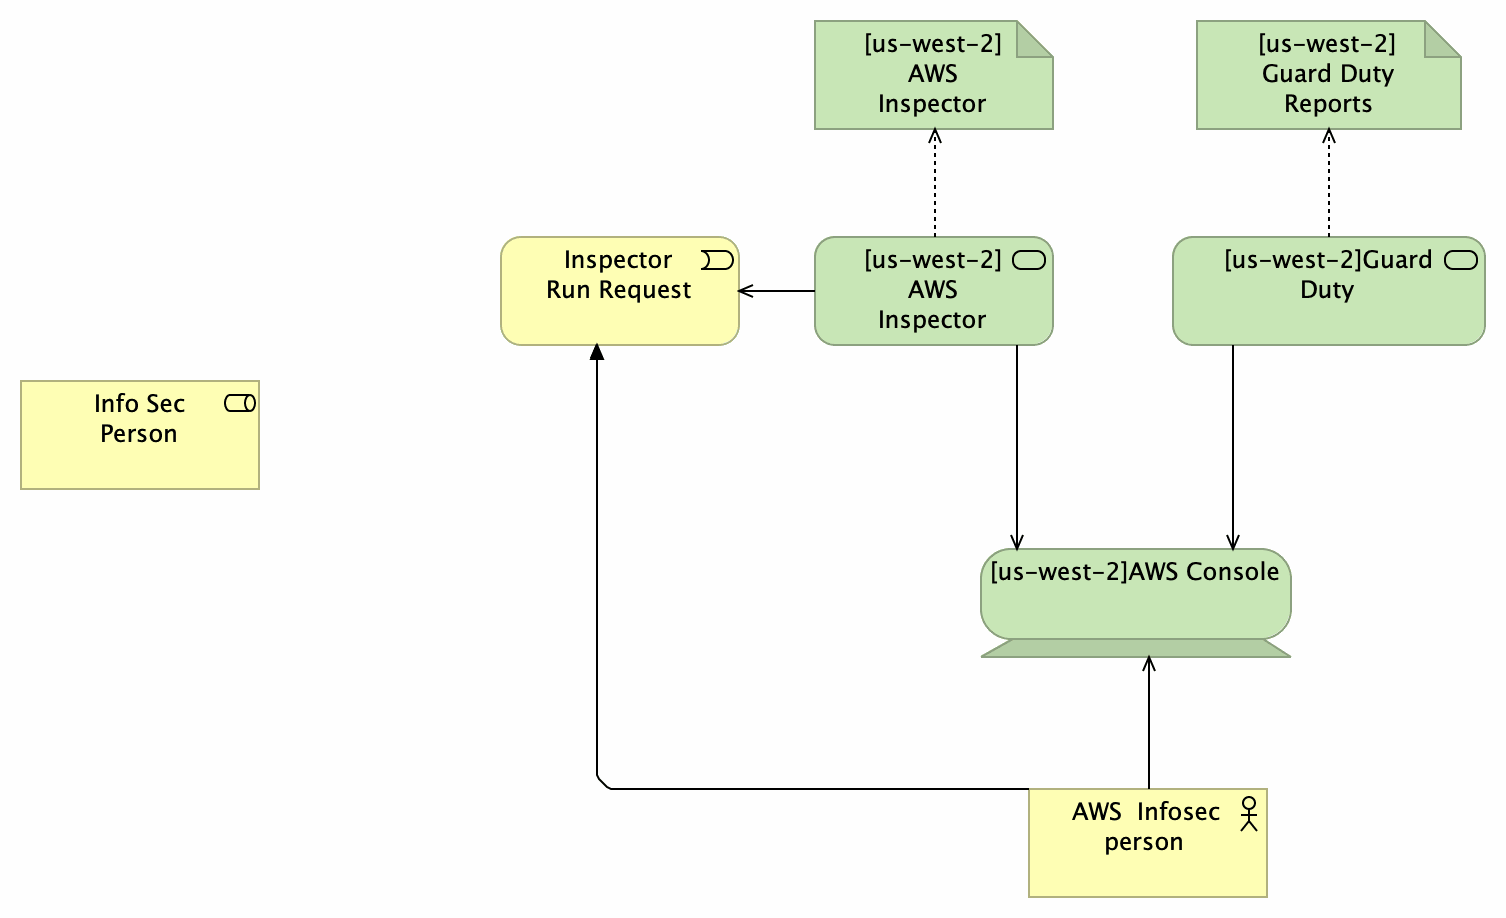 [us-west-2]
AWS
Inspector
[us-west-2]
Guard Duty
Reports
Inspector
Run Request
[us-west-2]
AWS
Inspector
[us-west-2]Guard
Duty
Info Sec
Person
[us-west-2]AWS Console
AWS  Infosec
person